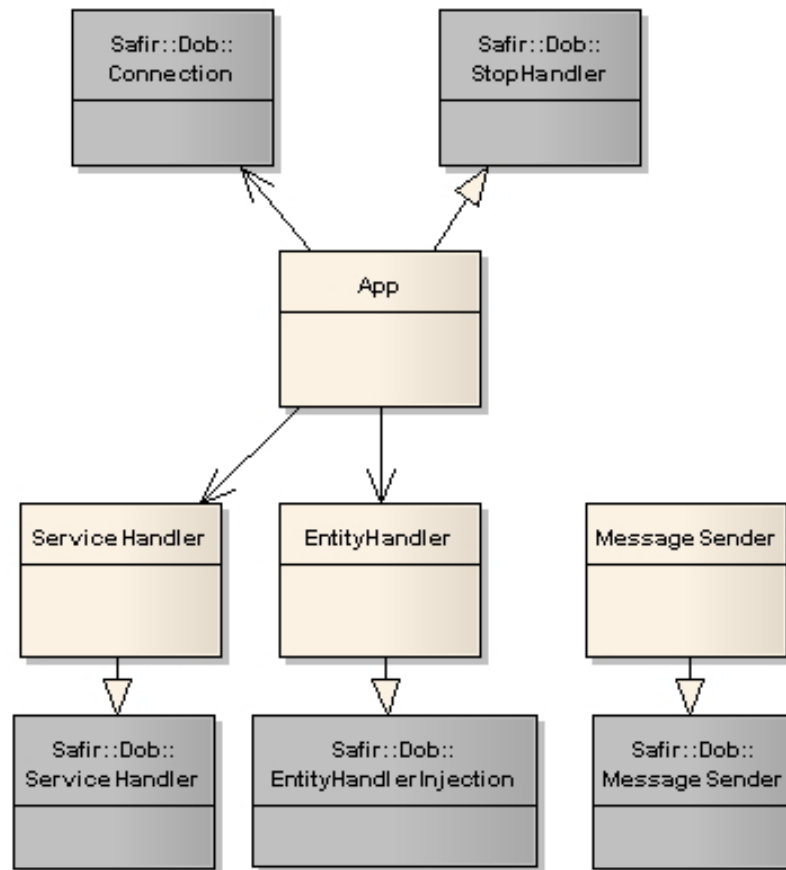 Safir::Dob::
Connection
Safir::Dob::
StopHandler
App
Service Handler
EntityHandler
Message Sender
Safir::Dob::
Service Handler
Safir::Dob::
EntityHandlerInjection
Safir::Dob::
Message Sender